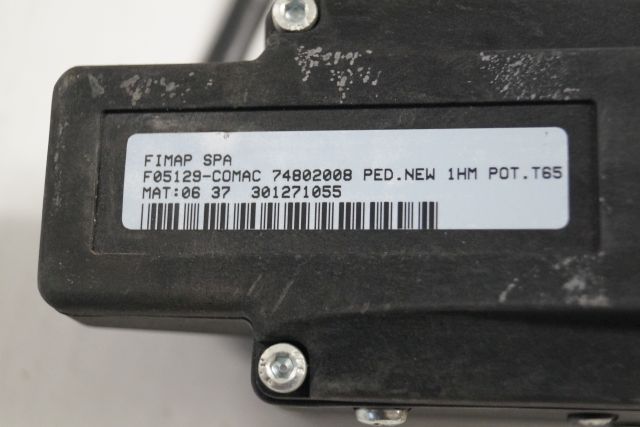 FIMAP SPA
F05129-COMAC 74802008 PED.NEW 1HM POT.T65
MAT:06 37 301271055